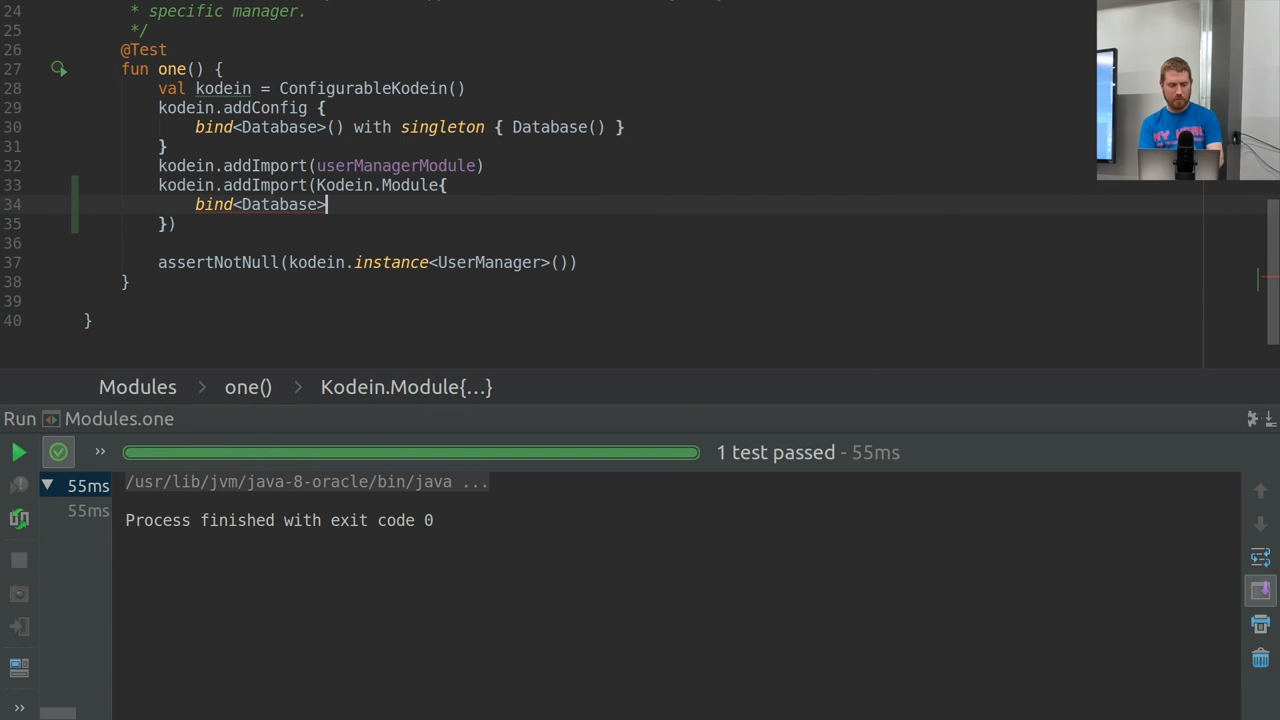 24 * specific manager.
25 */
26 @Test
27 fun one() {
28 val kodein = ConfigurableKodein()
29 kodein.addConfig {
30 bind<Database>() with singleton { Database() }
31 }
32 kodein.addImport(userManagerModule)
33 kodein.addImport(Kodein.Module{
34 bind<Database>
35 })
36
37 assertNotNull(kodein.instance<UserManager>())
38 }
39
40 }
Modules > one() > Kodein.Module{...}
Run Modules.one
1 test passed - 55ms
55ms /usr/lib/jvm/java-8-oracle/bin/java ...
55ms
Process finished with exit code 0